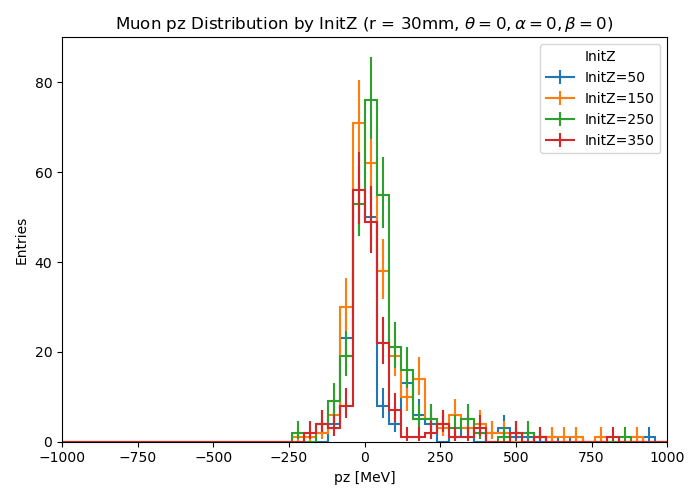 Muon pz Distribution by InitZ (r = 30mm, θ = 0, α = 0, β = 0)
Entries
80
60
40
20
0
InitZ
InitZ=50
InitZ=150
InitZ=250
InitZ=350
−1000 −750 −500 −250 0 250 500 750 1000
pz [MeV]